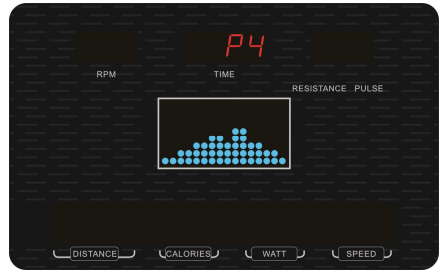 P4
RPM TIME
RESISTANCE PULSE
DISTANCE CALORIES WATT SPEED